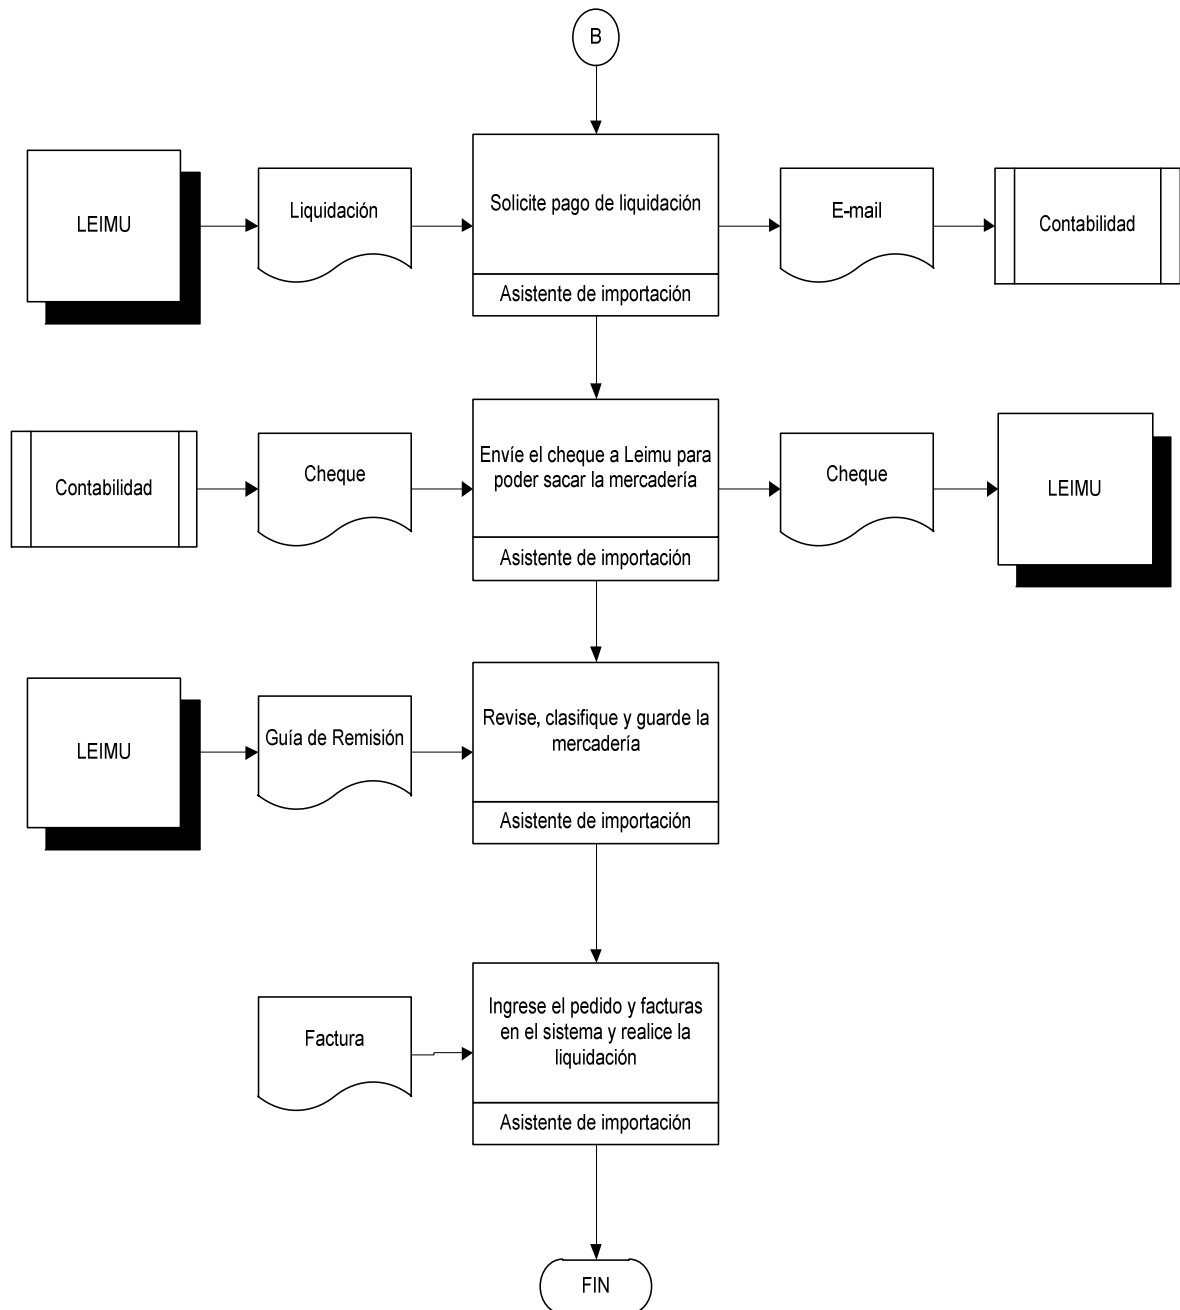 B
LEIMU
Liquidación
Solicite pago de liquidación
Asistente de importación
E-mail
Contabilidad
Contabilidad
Cheque
Envíe el cheque a Leimu para
poder sacar la mercadería
Asistente de importación
Cheque
LEIMU
LEIMU
Guía de Remisión
Revise, clasifique y guarde la
mercadería
Asistente de importación
Factura
Ingrese el pedido y facturas
en el sistema y realice la
liquidación
Asistente de importación
FIN